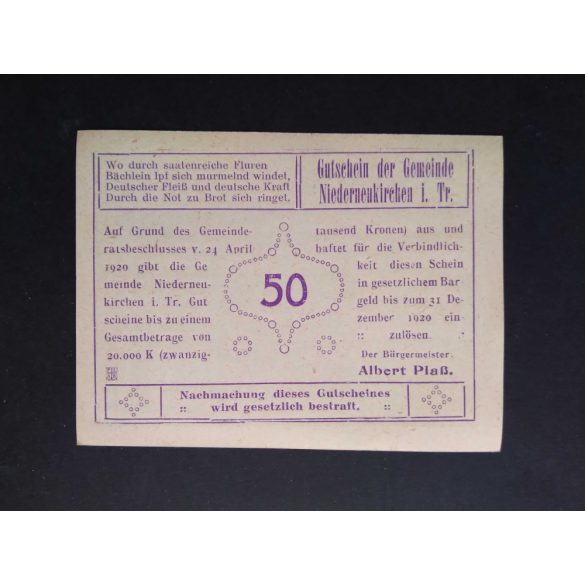 Wo durch saatenreiche Fluren
Bächlein Ipf sich murmelnd windet,
Deutscher Fleiß und deutsche Kraft
Durch die Not zu Brot sich ringet.
Gutschein der Gemeinde
Niederneukirchen i. Tr.
Auf Grund des Gemeinde-
ratsbeschlusses v. 24 April
1920 gibt die Ge
meinde Niederneu-
kirchen i. Tr. Gut
scheine bis zu einem
Gesamtbetrage von
20.000 K (zwanzig-
50
tausend Kronen) aus und
haftet für die Verbindlich-
keit diesen Schein
in gesetzlichem Bar
geld bis zum 31 De-
zember 1920 ein
:: zulösen. ::
Der Bürgermeister:
Albert Plaß.
Nachmachung dieses Gutscheines
:: wird gesetzlich bestraft. ::